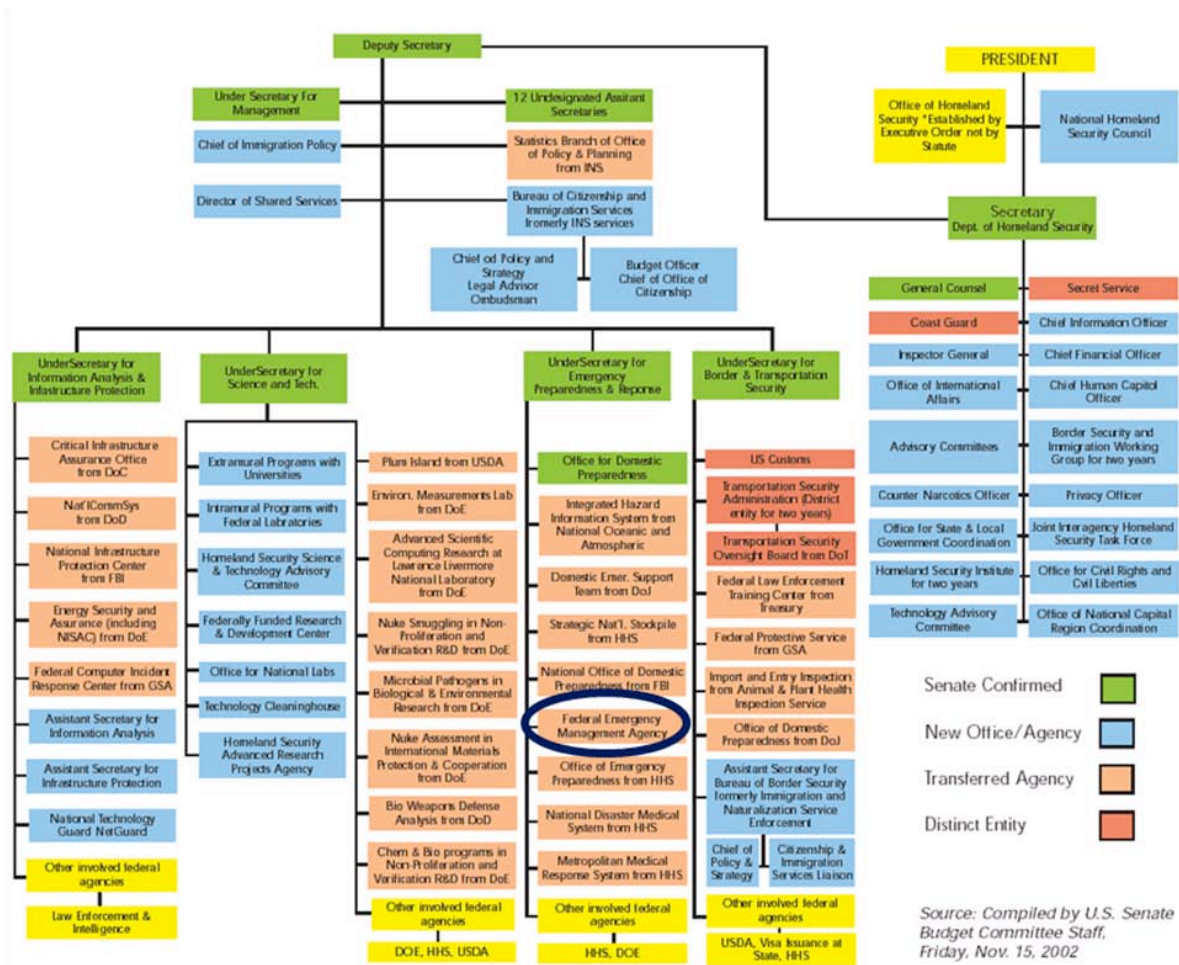 Deputy Secretary
Under Secretary For
Management
12 Undesignated Assitant
Secretaries
Chief of Immigration Policy
Statistics Branch of Office
of Policy & Planning
from INS
Director of Shared Services
Bureau of Citizenship and
Immigration Services
fromerly INS services
Chief od Policy and
Strategy
Legal Advisor
Ombudsman
Budget Officer
Chief of Office of
Citizenship
PRESIDENT
Office of Homeland
Security *Established by
Executive Order not by
Statute
National Homeland
Security Council
Secretary
Dept. of Homeland Security
General Counsel
Secret Service
Coast Guard
Chief Information Officer
Inspector General
Chief Financial Officer
Office of International
Affairs
Chief Human Capitol
Officer
Advisory Committees
Border Security and
Immigration Working
Group for two years
Counter Narcotics Officer
Privacy Officer
Office for State & Local
Government Coordination
Joint Interagency Homeland
Security Task Force
Homeland Security Institute
for two years
Office for Civil Rights and
Cvil Liberties
Technology Advisory
Committee
Office of National Capital
Region Coordination
UnderSecretary for
Information Analysis &
Infastructure Protection
Critical Infrastructure
Assurance Office
from DoC
Nat'lCommSys
from DoD
National Infrastructure
Protection Center
from FBI
Energy Security and
Assurance (including
NISAC) from DoE
Federal Computer Incident
Response Center from GSA
Assistant Secretary for
Information Analysis
Assistant Secretary for
Infrastructure Protection
National Technology
Guard NetGuard
Other involved federal
agencies
Law Enforcement &
Intelligence
UnderSecretary for
Science and Tech.
Extramural Programs with
Universities
Intramural Programs with
Federal Labratories
Homeland Security Science
& Technology Advisory
Committee
Federally Funded Research
& Development Center
Office for National Labs
Technology Cleaninghouse
Homeland Security
Advanced Research
Projects Agency
Plum Island from USDA
Environ. Measurements Lab
from DoE
Advanced Scientific
Computing Research at
Lawrence Livermore
National Laboratory
from DoE
Nuke Smuggling in Non-
Proliferation and
Verification R&D from DoE
Microbial Pathogens in
Biological & Environmental
Research from DoE
Nuke Assessment in
International Materials
Protection & Cooperation
from DoE
Bio Weapons Defense
Analysis from DoD
Chem & Bio programs in
Non-Proliferation and
Verification R&D from DoE
Other involved federal
agencies
DOE, HHS, USDA
UnderSecretary for
Emergency
Preparedness & Reponse
Office for Domestic
Preparedness
Integrated Hazard
Information System from
National Oceanic and
Atmospheric
Domestic Emer. Support
Team from DoJ
Strategic Nat'l. Stockpile
from HHS
National Office of Domestic
Preparedness from FBI
Federal Emergency
Management Agency
Office of Emergency
Preparedness from HHS
National Disaster Medical
System from HHS
Metropolitan Medical
Response System from HHS
Other involved federal
agencies
HHS, DOE
UnderSecretary for
Border & Transportation
Security
US Customs
Transportation Security
Administration (District
entity for two years)
Transportation Security
Oversight Board from DoT
Federal Law Enforcement
Training Center from
Treasury
Federal Protective Service
from GSA
Import and Entry Inspection
from Animal & Plant Health
Inspection Service
Office of Domestic
Preparedness from DoJ
Assistant Secretary for
Bureau of Border Security
formerly Immigration and
Naturalization Service
Enforcement
Chief of
Policy &
Strategy
Citizenship &
Immigration
Services Liaison
Other involved federal
agencies
USDA, Visa Issuance at
State, HHS
Senate Confirmed
New Office/Agency
Transferred Agency
Distinct Entity
Source: Compiled by U.S. Senate
Budget Committee Staff,
Friday, Nov. 15, 2002